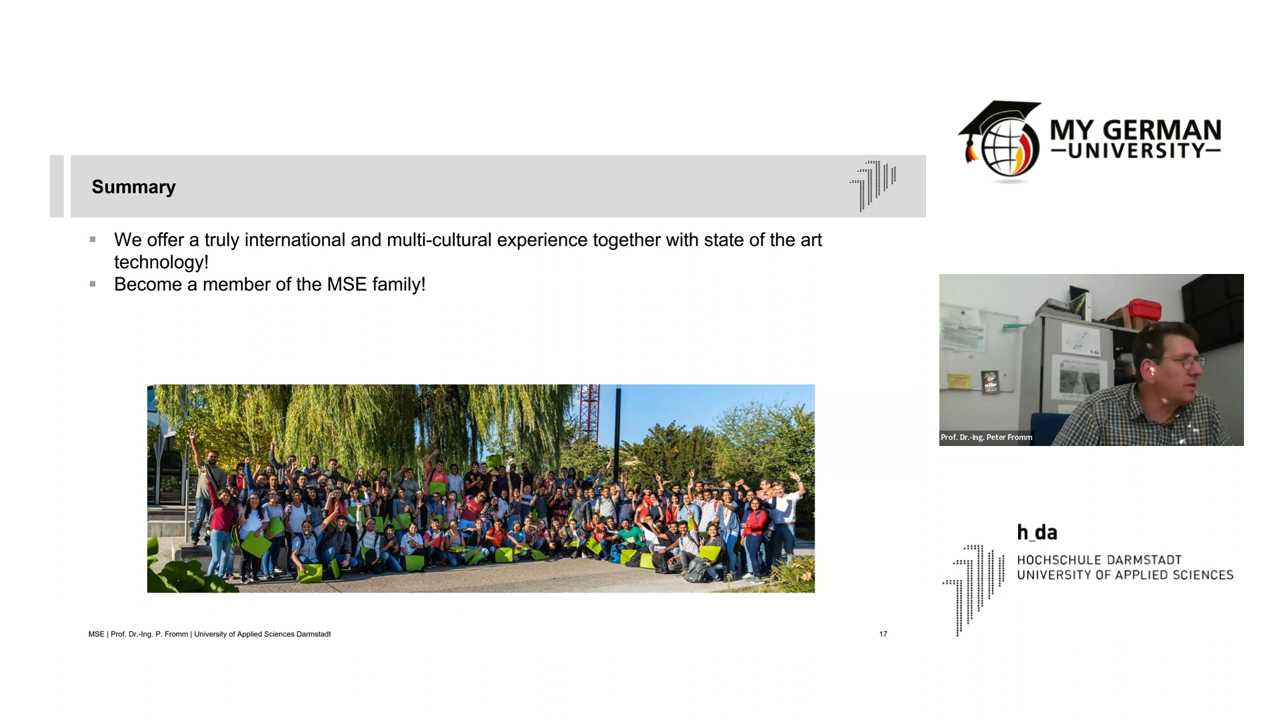 MY GERMAN
UNIVERSITY
Summary
We offer a truly international and multi-cultural experience together with state of the art
technology!
Become a member of the MSE family!
Prof. Dr.-Ing. Peter Fromm
h_da
HOCHSCHULE DARMSTADT
UNIVERSITY OF APPLIED SCIENCES
MSE | Prof. Dr.-Ing. P. Fromm | University of Applied Sciences Darmstadt
17